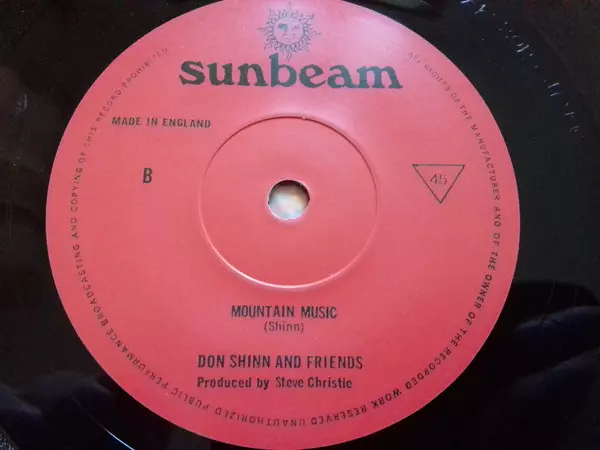 sunbeam
MADE IN ENGLAND
B
45
MOUNTAIN MUSIC
(Shinn)
DON SHINN AND FRIENDS
Produced by Steve Christie
ALL RIGHTS OF THE MANUFACTURER AND OF THE OWNER OF THE RECORDED WORK RESERVED UNAUTHORIZED PUBLIC PERFORMANCE BROADCASTING AND COPYING OF THIS RECORD PROHIBITED